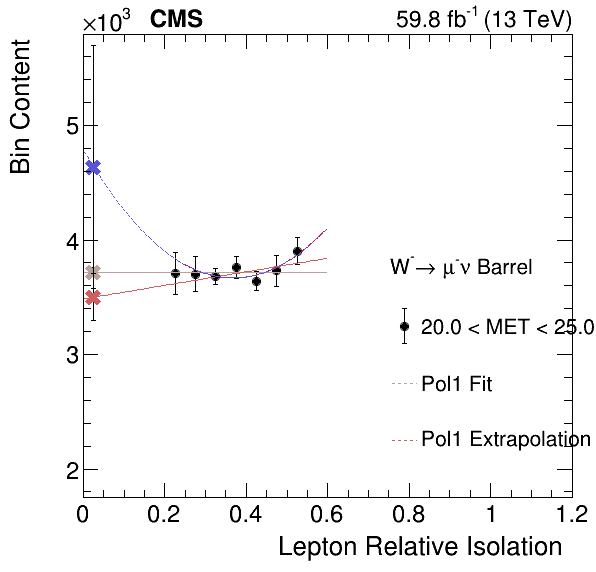 ×10³ CMS 59.8 fb⁻¹ (13 TeV)
Bin Content
5
4
3
2
W⁻→ μ⁻ν Barrel
20.0 < MET < 25.0
Pol1 Fit
Pol1 Extrapolation
0 0.2 0.4 0.6 0.8 1 1.2
Lepton Relative Isolation